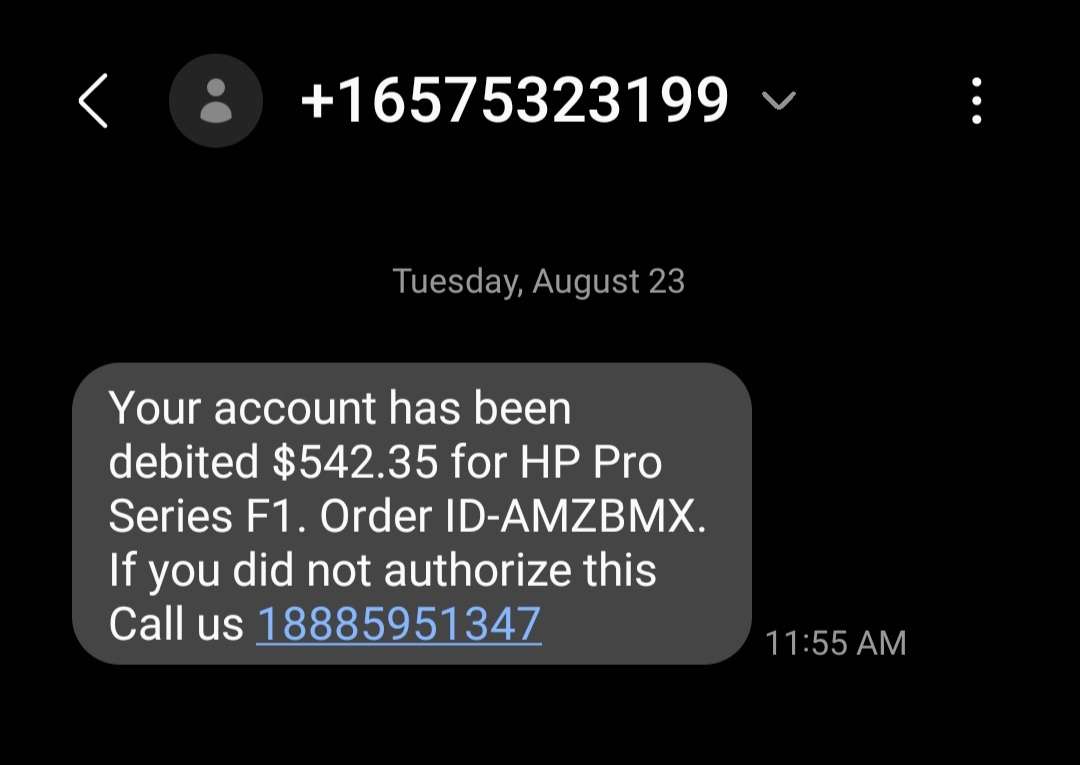 +16575323199
Tuesday, August 23
Your account has been
debited $542.35 for HP Pro
Series F1. Order ID-AMZBMX.
If you did not authorize this
Call us 18885951347
11:55 AM